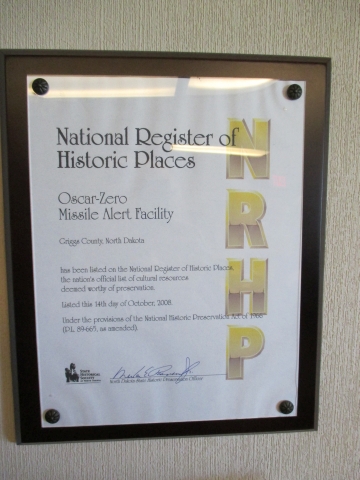 National Register of
Historic Places
NRHP
Oscar-Zero
Missile Alert Facility
Griggs County, North Dakota
has been listed on the National Register of Historic Places,
the nation's official list of cultural resources
deemed worthy of preservation.
Listed this 14th day of October, 2008.
Under the provisions of the National Historic Preservation Act of 1966
(P.L. 89-665, as amended).
North Dakota State Historic Preservation Officer